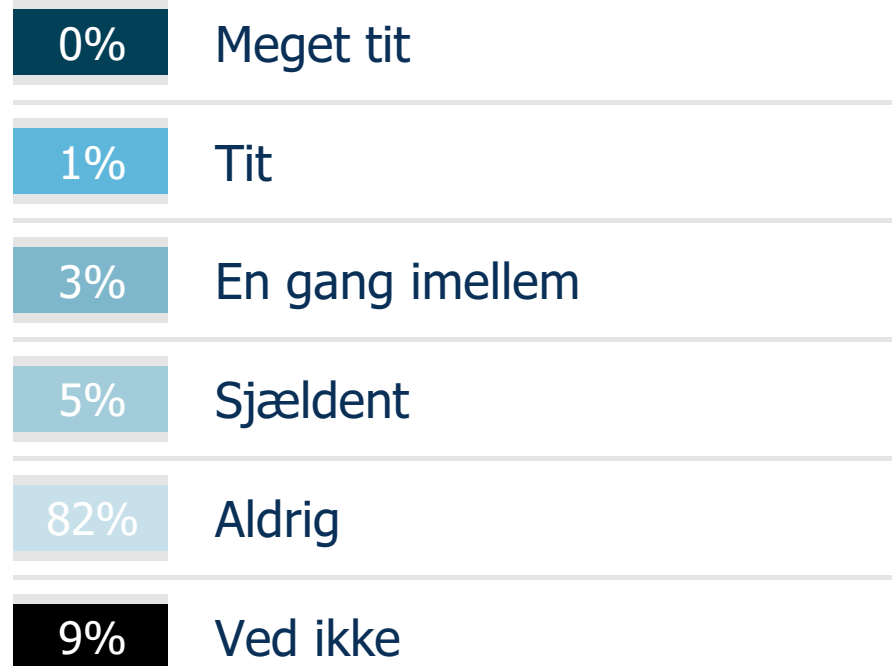 0% Meget tit
1% Tit
3% En gang imellem
5% Sjældent
82% Aldrig
9% Ved ikke